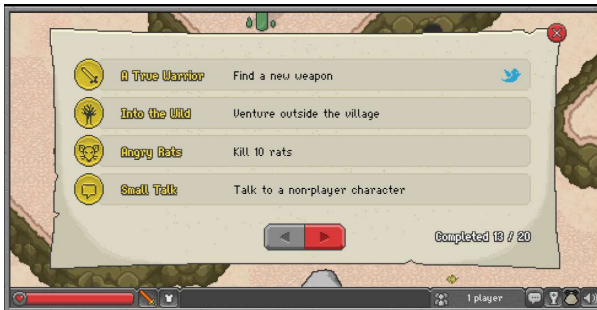 A True Warrior Find a new weapon
Into the Wild Venture outside the village
Angry Rats Kill 10 rats
Small Talk Talk to a non-player character
Completed 13 / 20
1 player